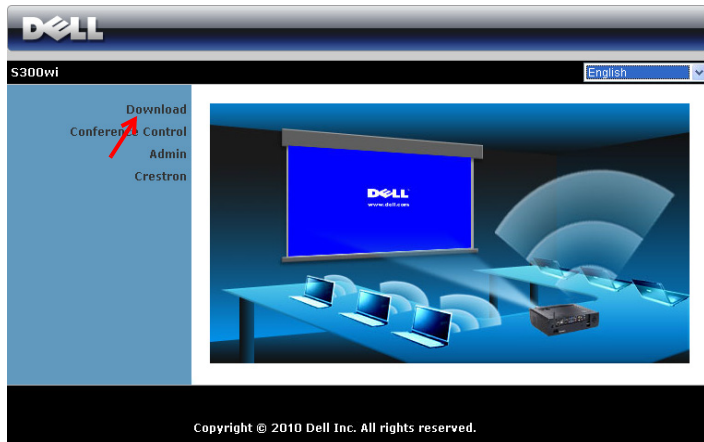 DELL
S300wi
English
Download
Conference Control
Admin
Crestron
DELL
www.dell.com
Copyright © 2010 Dell Inc. All rights reserved.